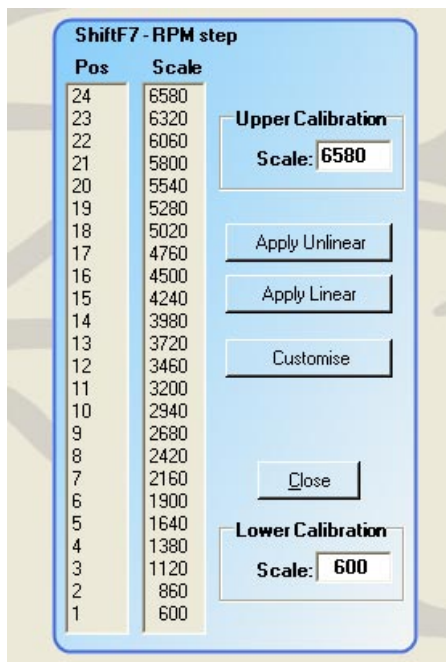 ShiftF7 - RPM step
Pos Scale
24 6580
23 6320
22 6060
21 5800
20 5540
19 5280
18 5020
17 4760
16 4500
15 4240
14 3980
13 3720
12 3460
11 3200
10 2940
9 2680
8 2420
7 2160
6 1900
5 1640
4 1380
3 1120
2 860
1 600
Upper Calibration
Scale: 6580
Apply Unlinear
Apply Linear
Customise
Close
Lower Calibration
Scale: 600